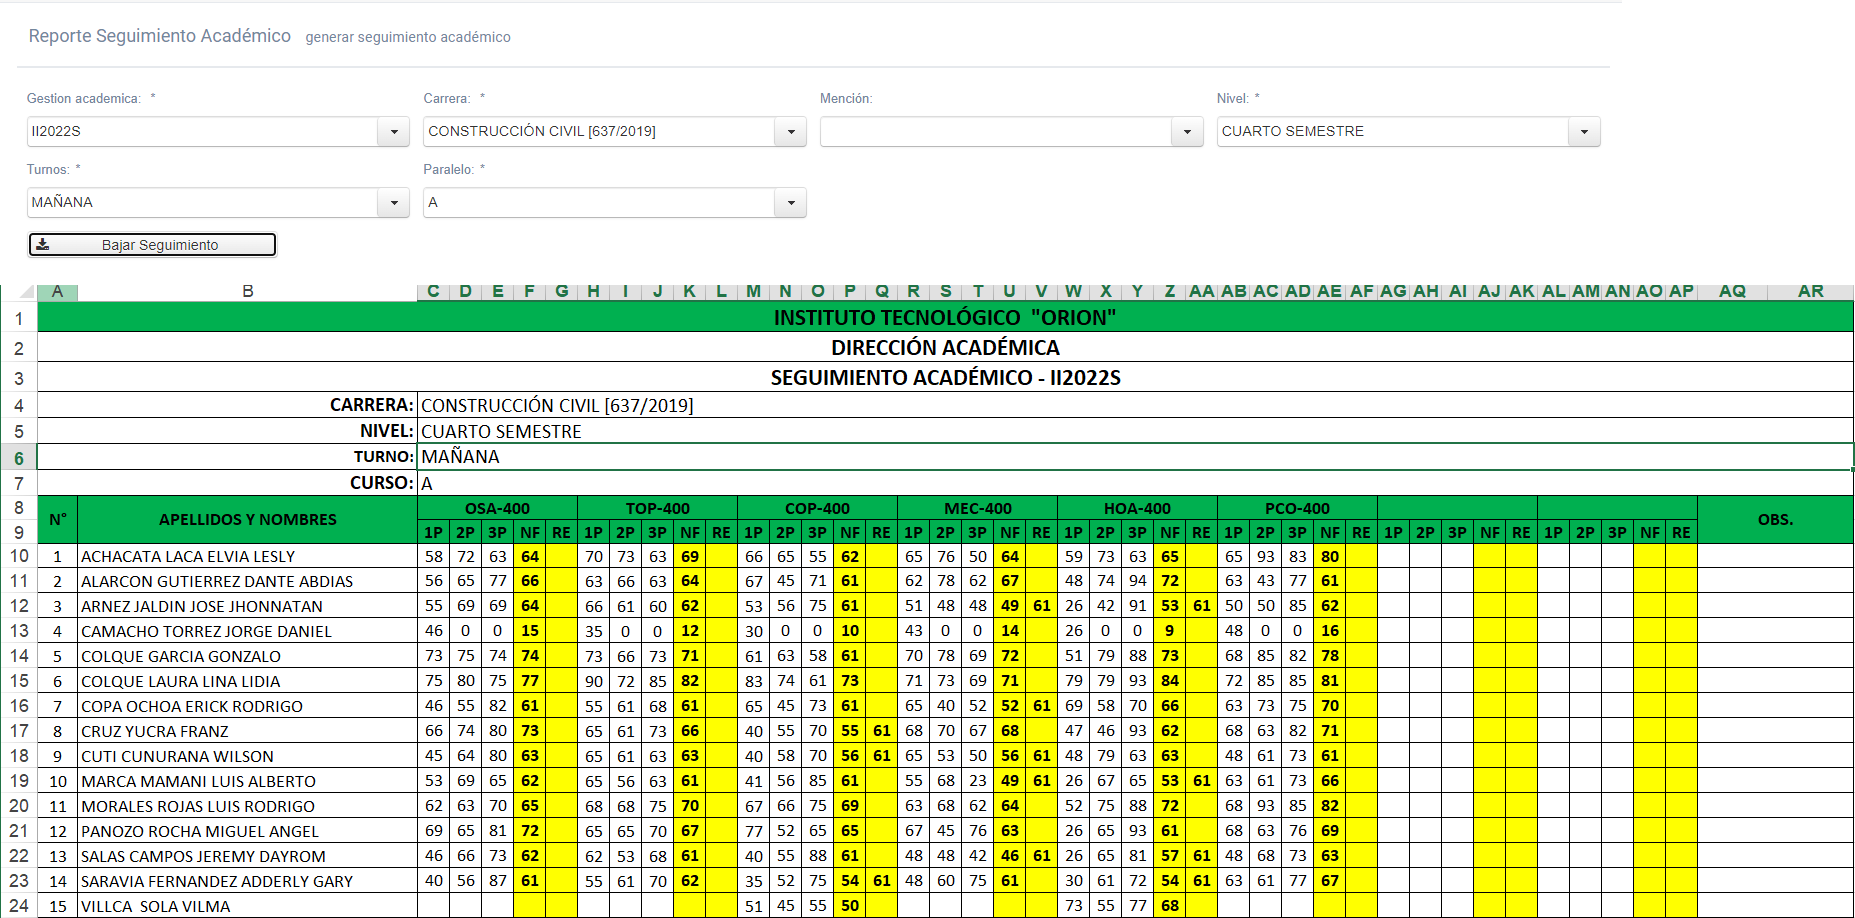 Reporte Seguimiento Académico generar seguimiento académico
Gestion academica: * Carrera: * Mención: Nivel: *
II2022S CONSTRUCCIÓN CIVIL [637/2019] CUARTO SEMESTRE
Turnos: * Paralelo: *
MAÑANA A
Bajar Seguimiento
A B C D E F G H I J K L M N O P Q R S T U V W X Y Z AA AB AC AD AE AF AG AH AI AJ AK AL AM AN AO AP AQ AR
1 INSTITUTO TECNOLÓGICO "ORION"
2 DIRECCIÓN ACADÉMICA
3 SEGUIMIENTO ACADÉMICO - II2022S
4 CARRERA: CONSTRUCCIÓN CIVIL [637/2019]
5 NIVEL: CUARTO SEMESTRE
6 TURNO: MAÑANA
7 CURSO: A
8 N° APELLIDOS Y NOMBRES OSA-400 TOP-400 COP-400 MEC-400 HOA-400 PCO-400 OBS.
9 1P 2P 3P NF RE 1P 2P 3P NF RE 1P 2P 3P NF RE 1P 2P 3P NF RE 1P 2P 3P NF RE 1P 2P 3P NF RE 1P 2P 3P NF RE 1P 2P 3P NF RE
10 1 ACHACATA LACA ELVIA LESLY 58 72 63 64 70 73 63 69 66 65 55 62 65 76 50 64 59 73 63 65 65 93 83 80
11 2 ALARCON GUTIERREZ DANTE ABDIAS 56 65 77 66 63 66 63 64 67 45 71 61 62 78 62 67 48 74 94 72 63 43 77 61
12 3 ARNEZ JALDIN JOSE JHONNATAN 55 69 69 64 66 61 60 62 53 56 75 61 51 48 48 49 61 26 42 91 53 61 50 50 85 62
13 4 CAMACHO TORREZ JORGE DANIEL 46 0 0 15 35 0 0 12 30 0 0 10 43 0 0 14 26 0 0 9 48 0 0 16
14 5 COLQUE GARCIA GONZALO 73 75 74 74 73 66 73 71 61 63 58 61 70 78 69 72 51 79 88 73 68 85 82 78
15 6 COLQUE LAURA LINA LIDIA 75 80 75 77 90 72 85 82 83 74 61 73 71 73 69 71 79 79 93 84 72 85 85 81
16 7 COPA OCHOA ERICK RODRIGO 46 55 82 61 55 61 68 61 65 45 73 61 65 40 52 52 61 69 58 70 66 63 73 75 70
17 8 CRUZ YUCRA FRANZ 66 74 80 73 65 61 73 66 40 55 70 55 61 68 70 67 68 47 46 93 62 68 63 82 71
18 9 CUTI CUNURANA WILSON 45 64 80 63 65 61 63 63 40 58 70 56 61 65 53 50 56 61 48 79 63 63 48 61 73 61
19 10 MARCA MAMANI LUIS ALBERTO 53 69 65 62 65 56 63 61 41 56 85 61 55 68 23 49 61 26 67 65 53 61 63 61 73 66
20 11 MORALES ROJAS LUIS RODRIGO 62 63 70 65 68 68 75 70 67 66 75 69 63 68 62 64 52 75 88 72 68 93 85 82
21 12 PANOZO ROCHA MIGUEL ANGEL 69 65 81 72 65 65 70 67 77 52 65 65 67 45 76 63 26 65 93 61 68 63 76 69
22 13 SALAS CAMPOS JEREMY DAYROM 46 66 73 62 62 53 68 61 40 55 88 61 48 48 42 46 61 26 65 81 57 61 48 68 73 63
23 14 SARAVIA FERNANDEZ ADDERLY GARY 40 56 87 61 55 61 70 62 35 52 75 54 61 48 60 75 61 30 61 72 54 61 63 61 77 67
24 15 VILLCA SOLA VILMA 51 45 55 50 73 55 77 68